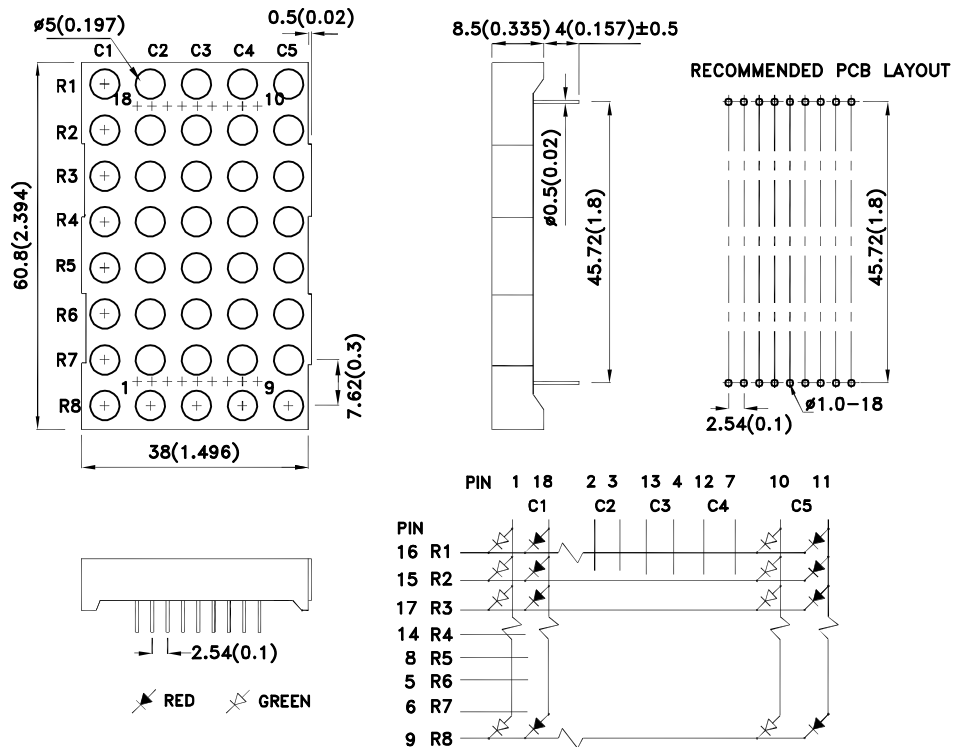 ø5(0.197)
0.5(0.02)
C1 C2 C3 C4 C5
R1
18 10
R2
R3
R4
R5
R6
R7
1 9
R8
60.8(2.394)
7.62(0.3)
38(1.496)
8.5(0.335) 4(0.157)±0.5
ø0.5(0.02)
45.72(1.8)
RECOMMENDED PCB LAYOUT
45.72(1.8)
ø1.0-18
2.54(0.1)
2.54(0.1)
RED GREEN
PIN 1 18 2 3 13 4 12 7 10 11
C1 C2 C3 C4 C5
PIN
16 R1
15 R2
17 R3
14 R4
8 R5
5 R6
6 R7
9 R8